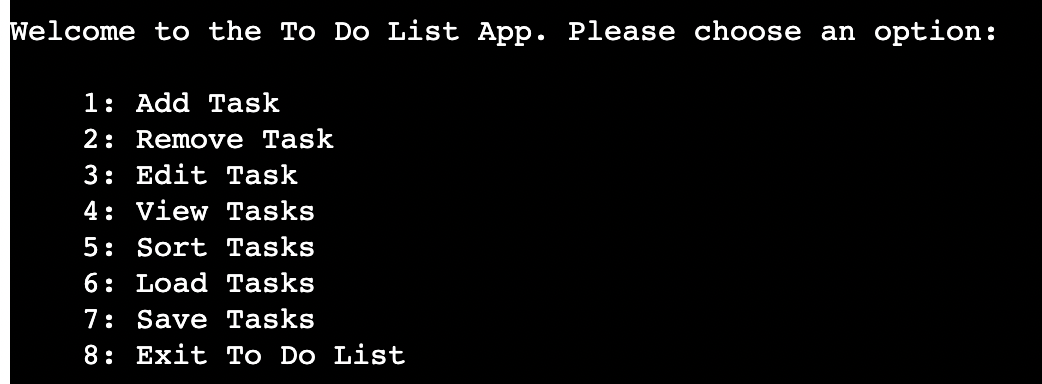 Welcome to the To Do List App. Please choose an option:
1: Add Task
2: Remove Task
3: Edit Task
4: View Tasks
5: Sort Tasks
6: Load Tasks
7: Save Tasks
8: Exit To Do List